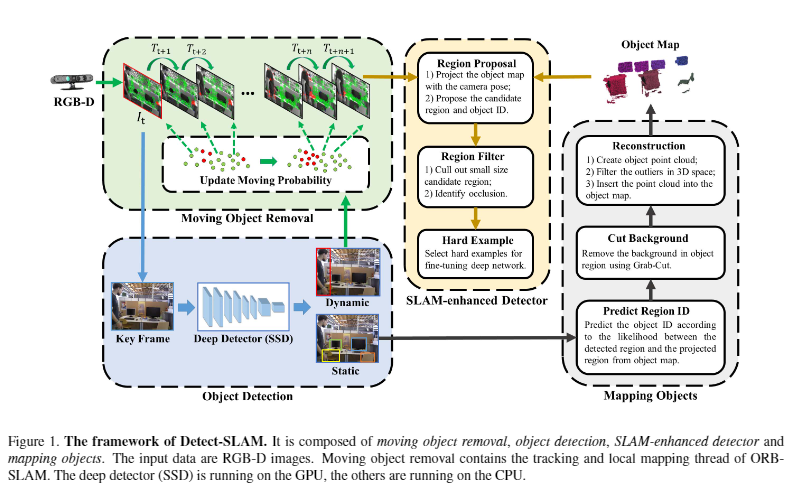 T_{t+1}
T_{t+2}
T_{t+n}
T_{t+n+1}
...
RGB-D
I_t
Update Moving Probability
Moving Object Removal
Key Frame
Deep Detector (SSD)
Dynamic
Static
Object Detection
Region Proposal
1) Project the object map
with the camera pose;
2) Propose the candidate
region and object ID.
Region Filter
1) Cull out small size
candidate region;
2) Identify occlusion.
Hard Example
Select hard examples for
fine-tuning deep network.
SLAM-enhanced Detector
Object Map
Reconstruction
1) Create object point cloud;
2) Filter the outliers in 3D space;
3) Insert the point cloud into the
object map.
Cut Background
Remove the background in object
region using Grab-Cut.
Predict Region ID
Predict the object ID according
to the likelihood between the
detected region and the projected
region from object map.
Mapping Objects
Figure 1. The framework of Detect-SLAM. It is composed of moving object removal, object detection, SLAM-enhanced detector and
mapping objects. The input data are RGB-D images. Moving object removal contains the tracking and local mapping thread of ORB-
SLAM. The deep detector (SSD) is running on the GPU, the others are running on the CPU.